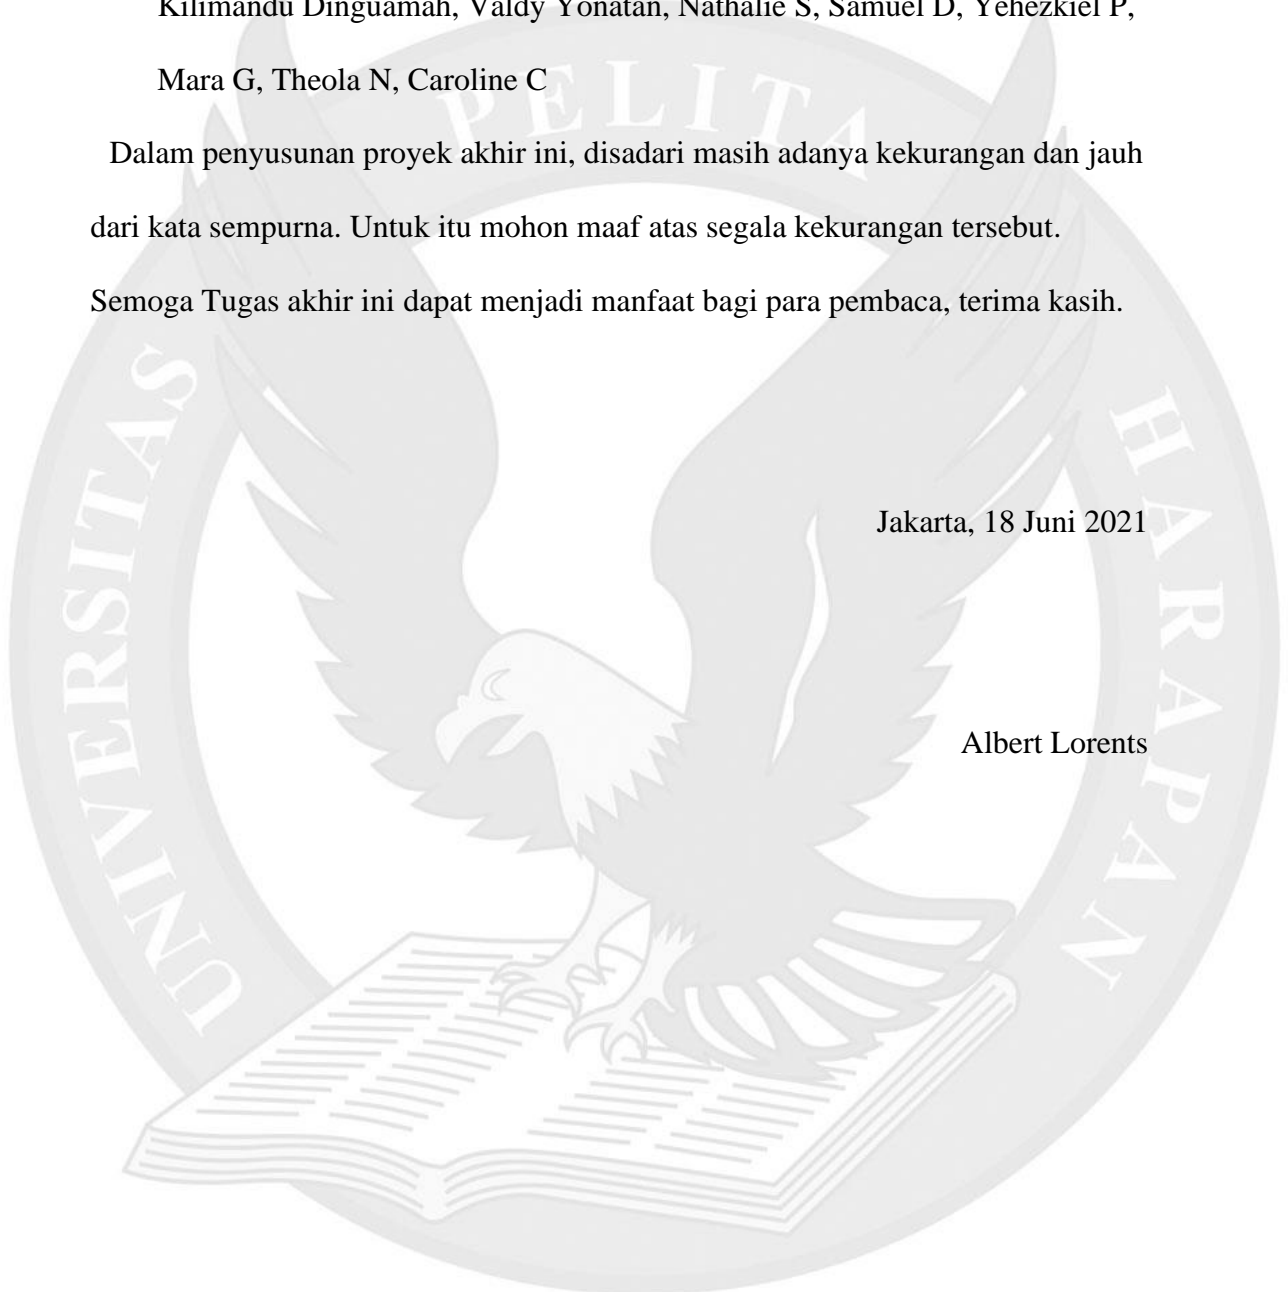 Kilimandu Dinguamah, Valdy Yonatan, Nathalie S, Samuel D, Yehezkiel P,
Mara G, Theola N, Caroline C
Dalam penyusunan proyek akhir ini, disadari masih adanya kekurangan dan jauh
dari kata sempurna. Untuk itu mohon maaf atas segala kekurangan tersebut.
Semoga Tugas akhir ini dapat menjadi manfaat bagi para pembaca, terima kasih.
Jakarta, 18 Juni 2021
Albert Lorents
UNIVERSITAS PELITA HARAPAN